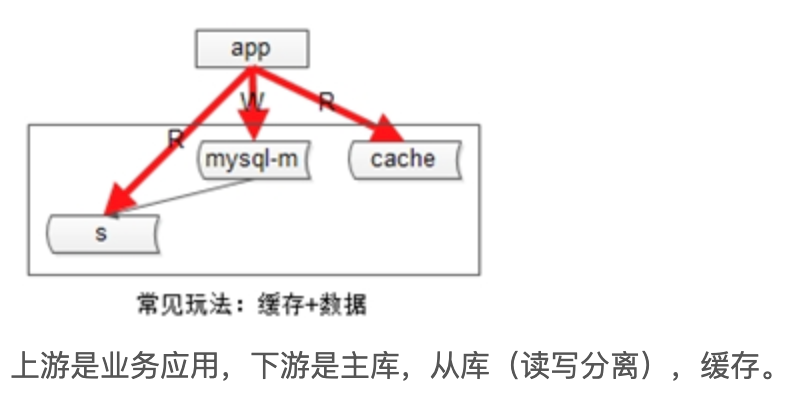 app
W
R
R
mysql-m
cache
s
常见玩法：缓存+数据
上游是业务应用，下游是主库，从库（读写分离），缓存。